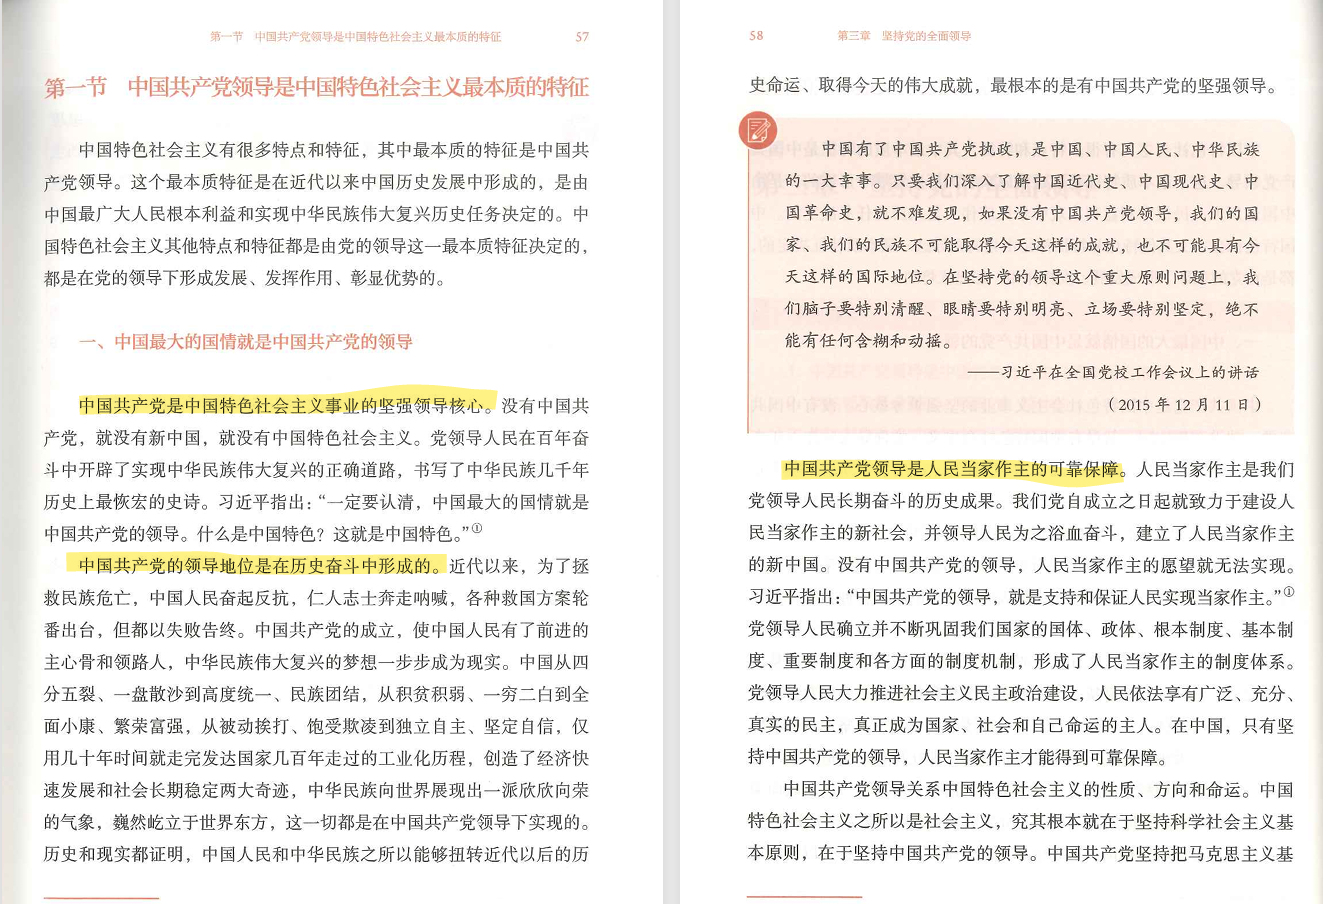 第一节　中国共产党领导是中国特色社会主义最本质的特征　57
第一节　中国共产党领导是中国特色社会主义最本质的特征
中国特色社会主义有很多特点和特征，其中最本质的特征是中国共
产党领导。这个最本质特征是在近代以来中国历史发展中形成的，是由
中国最广大人民根本利益和实现中华民族伟大复兴历史任务决定的。中
国特色社会主义其他特点和特征都是由党的领导这一最本质特征决定的，
都是在党的领导下形成发展、发挥作用、彰显优势的。
一、中国最大的国情就是中国共产党的领导
中国共产党是中国特色社会主义事业的坚强领导核心。没有中国共
产党，就没有新中国，就没有中国特色社会主义。党领导人民在百年奋
斗中开辟了实现中华民族伟大复兴的正确道路，书写了中华民族几千年
历史上最恢宏的史诗。习近平指出：“一定要认清，中国最大的国情就是
中国共产党的领导。什么是中国特色？这就是中国特色。”①
中国共产党的领导地位是在历史奋斗中形成的。近代以来，为了拯
救民族危亡，中国人民奋起反抗，仁人志士奔走呐喊，各种救国方案轮
番出台，但都以失败告终。中国共产党的成立，使中国人民有了前进的
主心骨和领路人，中华民族伟大复兴的梦想一步步成为现实。中国从四
分五裂、一盘散沙到高度统一、民族团结，从积贫积弱、一穷二白到全
面小康、繁荣富强，从被动挨打、饱受欺凌到独立自主、坚定自信，仅
用几十年时间就走完发达国家几百年走过的工业化历程，创造了经济快
速发展和社会长期稳定两大奇迹，中华民族向世界展现出一派欣欣向荣
的气象，巍然屹立于世界东方，这一切都是在中国共产党领导下实现的。
历史和现实都证明，中国人民和中华民族之所以能够扭转近代以后的历
58　第三章　坚持党的全面领导
史命运、取得今天的伟大成就，最根本的是有中国共产党的坚强领导。
中国有了中国共产党执政，是中国、中国人民、中华民族
的一大幸事。只要我们深入了解中国近代史、中国现代史、中
国革命史，就不难发现，如果没有中国共产党领导，我们的国
家、我们的民族不可能取得今天这样的成就，也不可能具有今
天这样的国际地位。在坚持党的领导这个重大原则问题上，我
们脑子要特别清醒、眼睛要特别明亮、立场要特别坚定，绝不
能有任何含糊和动摇。
——习近平在全国党校工作会议上的讲话
（2015 年 12 月 11 日）
中国共产党领导是人民当家作主的可靠保障。人民当家作主是我们
党领导人民长期奋斗的历史成果。我们党自成立之日起就致力于建设人
民当家作主的新社会，并领导人民为之浴血奋斗，建立了人民当家作主
的新中国。没有中国共产党的领导，人民当家作主的愿望就无法实现。
习近平指出：“中国共产党的领导，就是支持和保证人民实现当家作主。”①
党领导人民确立并不断巩固我们国家的国体、政体、根本制度、基本制
度、重要制度和各方面的制度机制，形成了人民当家作主的制度体系。
党领导人民大力推进社会主义民主政治建设，人民依法享有广泛、充分、
真实的民主，真正成为国家、社会和自己命运的主人。在中国，只有坚
持中国共产党的领导，人民当家作主才能得到可靠保障。
中国共产党领导关系中国特色社会主义的性质、方向和命运。中国
特色社会主义之所以是社会主义，究其根本就在于坚持科学社会主义基
本原则，在于坚持中国共产党的领导。中国共产党坚持把马克思主义基